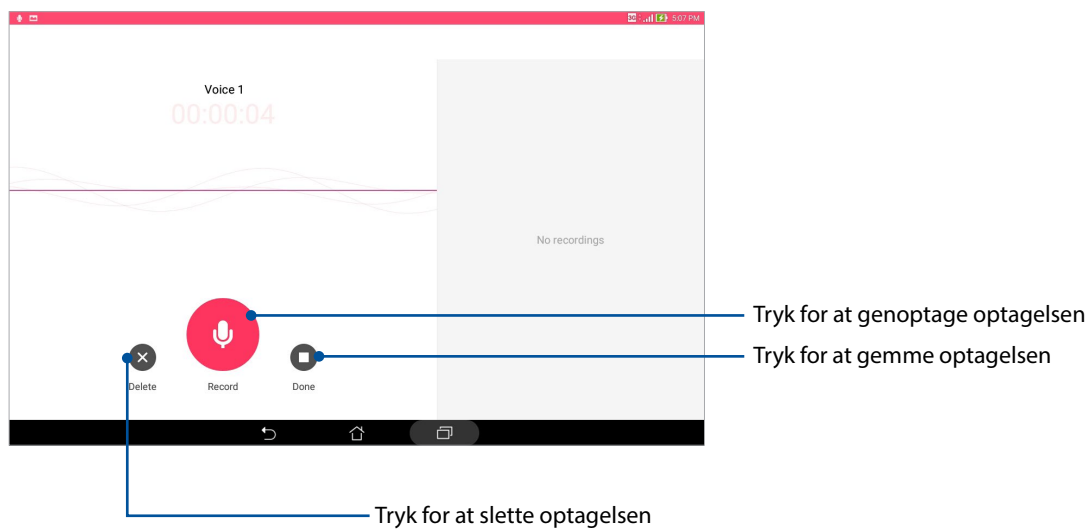 3G 5:07 PM
Voice 1
00:00:04
No recordings
Tryk for at genoptage optagelsen
Tryk for at gemme optagelsen
Delete Record Done
Tryk for at slette optagelsen